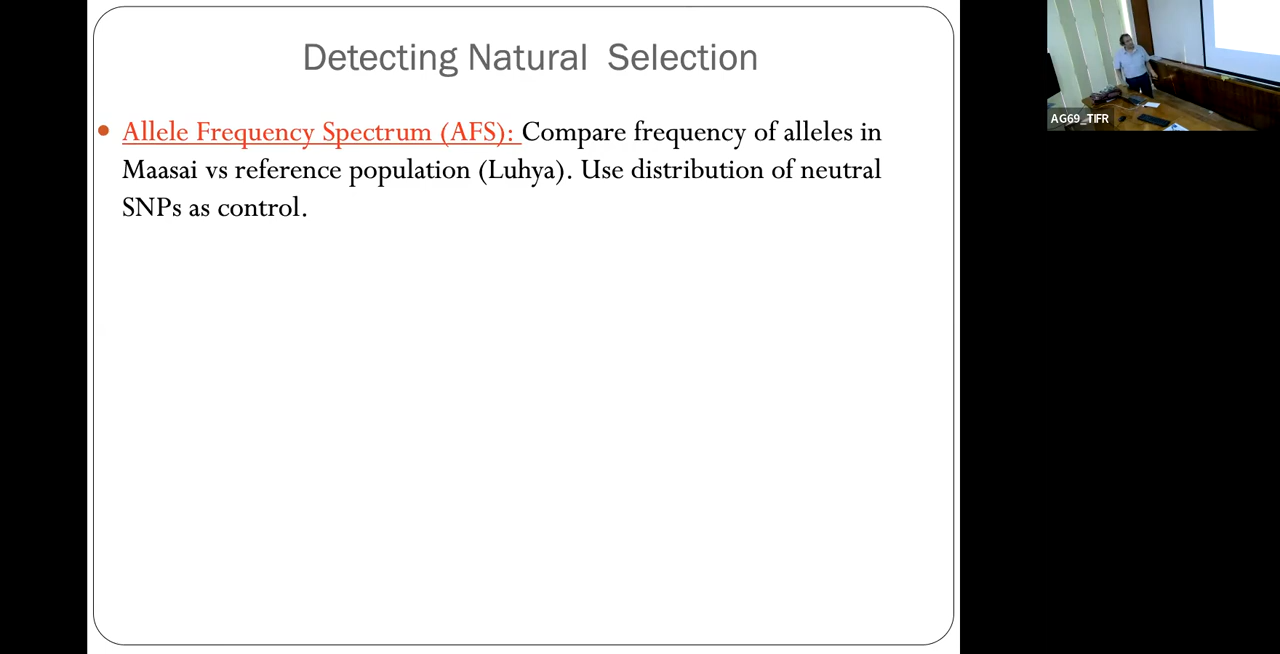 Detecting Natural Selection
• Allele Frequency Spectrum (AFS): Compare frequency of alleles in
Maasai vs reference population (Luhya). Use distribution of neutral
SNPs as control.
AG69_TIFR